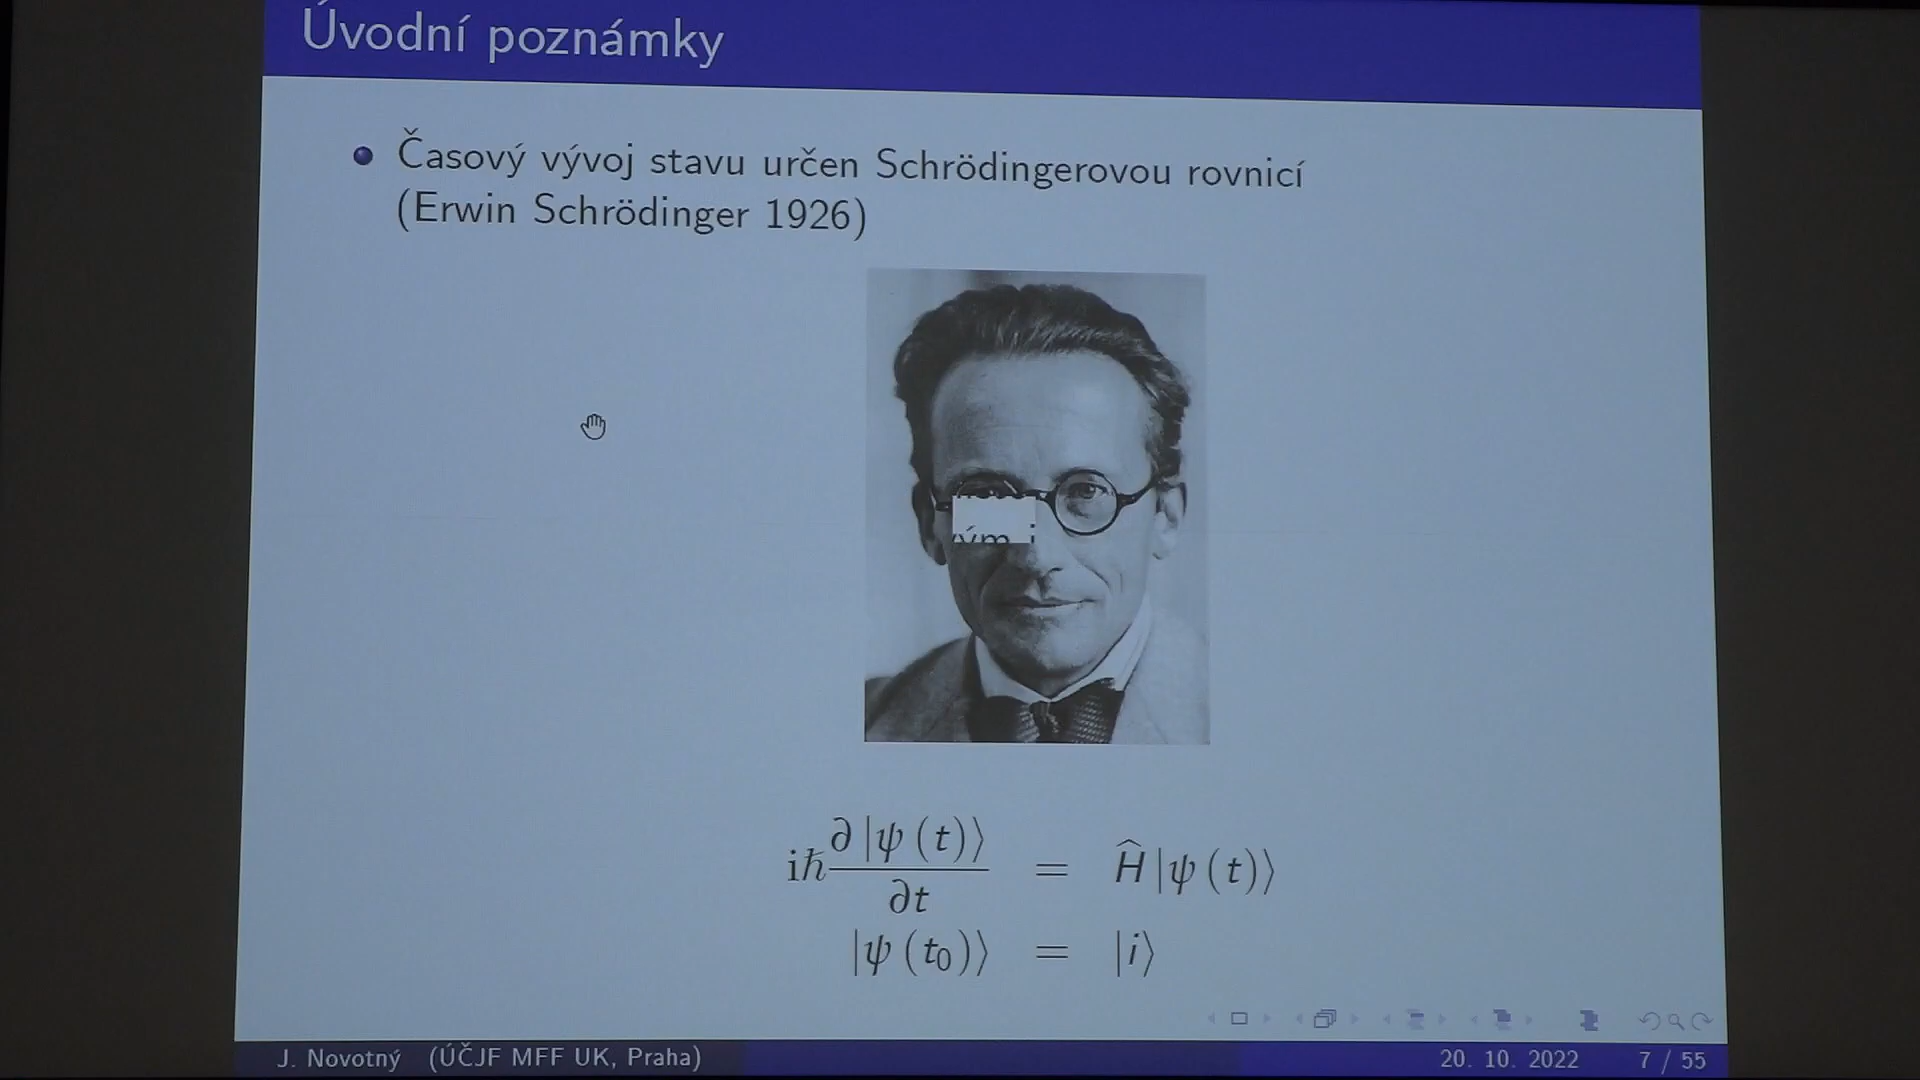 Úvodní poznámky
Časový vývoj stavu určen Schrödingerovou rovnicí
(Erwin Schrödinger 1926)
vým i
iħ ∂|ψ(t)⟩/∂t = Ĥ|ψ(t)⟩
|ψ(t₀)⟩ = |i⟩
J. Novotný (ÚČJF MFF UK, Praha)
20. 10. 2022
7 / 55